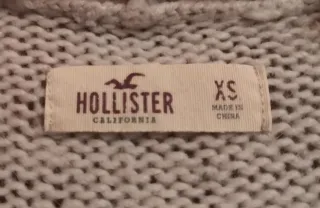 HOLLISTER
CALIFORNIA
XS
MADE IN
CHINA